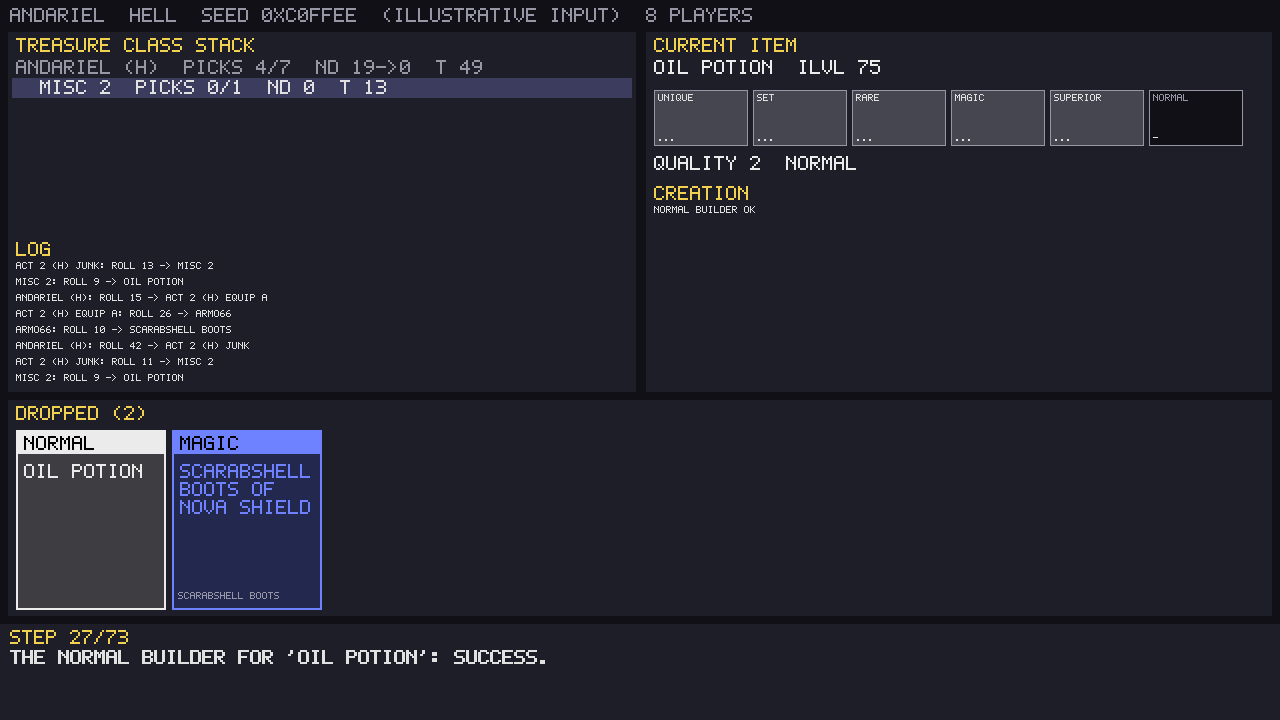 ANDARIEL HELL SEED 0XC0FFEE (ILLUSTRATIVE INPUT) 8 PLAYERS
TREASURE CLASS STACK
ANDARIEL (H) PICKS 4/7 ND 19->0 T 49
MISC 2 PICKS 0/1 ND 0 T 13
LOG
ACT 2 (H) JUNK: ROLL 13 -> MISC 2
MISC 2: ROLL 9 -> OIL POTION
ANDARIEL (H): ROLL 15 -> ACT 2 (H) EQUIP A
ACT 2 (H) EQUIP A: ROLL 26 -> ARMO66
ARMO66: ROLL 10 -> SCARABSHELL BOOTS
ANDARIEL (H): ROLL 42 -> ACT 2 (H) JUNK
ACT 2 (H) JUNK: ROLL 11 -> MISC 2
MISC 2: ROLL 9 -> OIL POTION
CURRENT ITEM
OIL POTION ILVL 75
UNIQUE SET RARE MAGIC SUPERIOR NORMAL
... ... ... ... ... _
QUALITY 2 NORMAL
CREATION
NORMAL BUILDER OK
DROPPED (2)
NORMAL
OIL POTION
MAGIC
SCARABSHELL
BOOTS OF
NOVA SHIELD
SCARABSHELL BOOTS
STEP 27/73
THE NORMAL BUILDER FOR 'OIL POTION': SUCCESS.